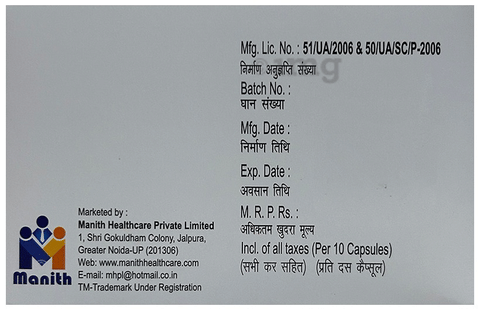 Mfg. Lic. No. : 51/UA/2006 & 50/UA/SC/P-2006
निर्माण अनुज्ञप्ति संख्या
Batch No. :
घान संख्या
Mfg. Date :
निर्माण तिथि
Exp. Date :
अवसान तिथि
M. R. P. Rs. :
अधिकतम खुदरा मूल्य
Incl. of all taxes (Per 10 Capsules)
(सभी कर सहित) (प्रति दस कैप्सूल)
Marketed by :
Manith Healthcare Private Limited
1, Shri Gokuldham Colony, Jalpura,
Greater Noida-UP (201306)
Web: www.manithhealthcare.com
E-mail: mhpl@hotmail.co.in
TM-Trademark Under Registration
Manith